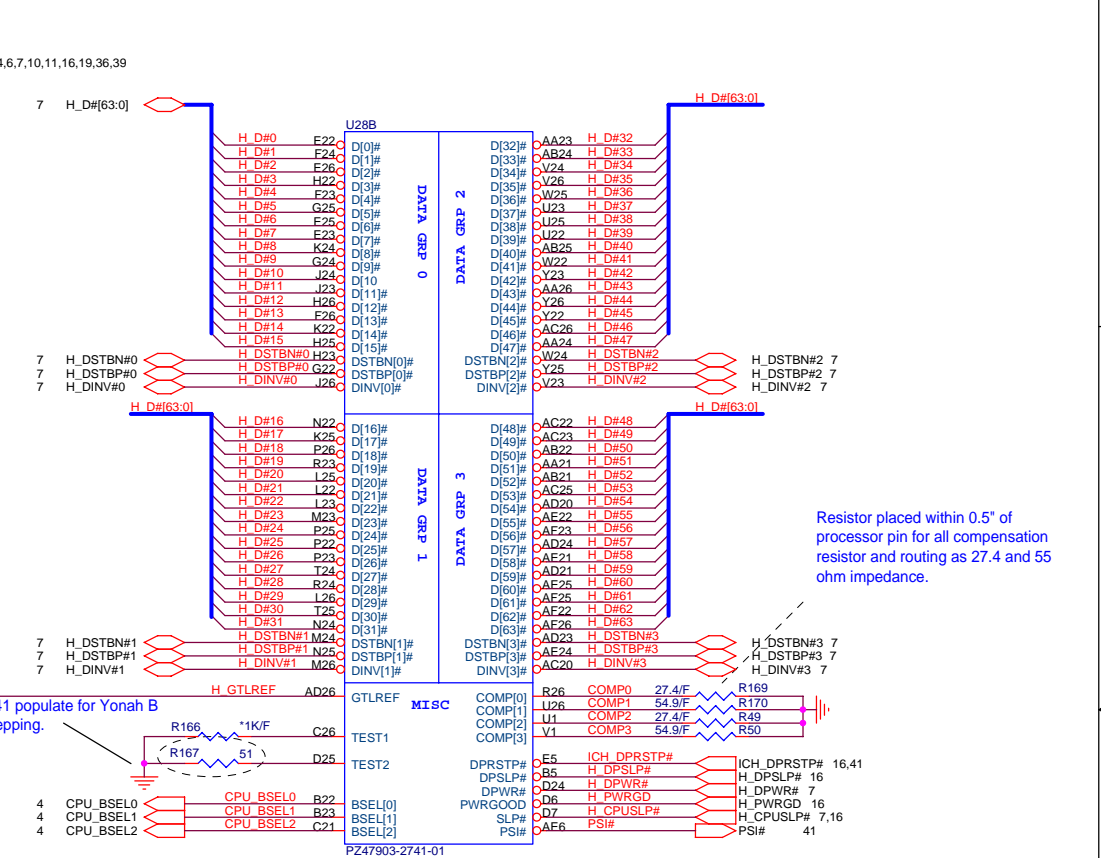 4,6,7,10,11,16,19,36,39
7 H_D#[63:0] H_D#[63:0]
U28B
H_D#0 E22 D[0]# D[32]# AA23 H_D#32
H_D#1 F24 D[1]# D[33]# AB24 H_D#33
H_D#2 E26 D[2]# D[34]# V24 H_D#34
H_D#3 H22 D[3]# D[35]# V26 H_D#35
H_D#4 F23 D[4]# D[36]# W25 H_D#36
H_D#5 G25 D[5]# D[37]# U23 H_D#37
H_D#6 E25 D[6]# D[38]# U25 H_D#38
H_D#7 E23 D[7]# D[39]# U22 H_D#39
H_D#8 K24 D[8]# D[40]# AB25 H_D#40
H_D#9 G24 D[9]# D[41]# W22 H_D#41
H_D#10 J24 D[10 D[42]# Y23 H_D#42
H_D#11 J23 D[11]# D[43]# AA26 H_D#43
H_D#12 H26 D[12]# D[44]# Y26 H_D#44
H_D#13 F26 D[13]# D[45]# Y22 H_D#45
H_D#14 K22 D[14]# D[46]# AC26 H_D#46
H_D#15 H25 D[15]# D[47]# AA24 H_D#47
DATA GRP 0
DATA GRP 2
7 H_DSTBN#0 H_DSTBN#0 H23 DSTBN[0]# DSTBN[2]# W24 H_DSTBN#2 H_DSTBN#2 7
7 H_DSTBP#0 H_DSTBP#0 G22 DSTBP[0]# DSTBP[2]# Y25 H_DSTBP#2 H_DSTBP#2 7
7 H_DINV#0 H_DINV#0 J26 DINV[0]# DINV[2]# V23 H_DINV#2 H_DINV#2 7
H_D#[63:0] H_D#[63:0]
H_D#16 N22 D[16]# D[48]# AC22 H_D#48
H_D#17 K25 D[17]# D[49]# AC23 H_D#49
H_D#18 P26 D[18]# D[50]# AB22 H_D#50
H_D#19 R23 D[19]# D[51]# AA21 H_D#51
H_D#20 L25 D[20]# D[52]# AB21 H_D#52
H_D#21 L22 D[21]# D[53]# AC25 H_D#53
H_D#22 L23 D[22]# D[54]# AD20 H_D#54
H_D#23 M23 D[23]# D[55]# AE22 H_D#55
H_D#24 P25 D[24]# D[56]# AF23 H_D#56
H_D#25 P22 D[25]# D[57]# AD24 H_D#57
H_D#26 P23 D[26]# D[58]# AE21 H_D#58
H_D#27 T24 D[27]# D[59]# AD21 H_D#59
H_D#28 R24 D[28]# D[60]# AE25 H_D#60
H_D#29 L26 D[29]# D[61]# AF25 H_D#61
H_D#30 T25 D[30]# D[62]# AF22 H_D#62
H_D#31 N24 D[31]# D[63]# AF26 H_D#63
DATA GRP 1
DATA GRP 3
7 H_DSTBN#1 H_DSTBN#1 M24 DSTBN[1]# DSTBN[3]# AD23 H_DSTBN#3 H_DSTBN#3 7
7 H_DSTBP#1 H_DSTBP#1 N25 DSTBP[1]# DSTBP[3]# AE24 H_DSTBP#3 H_DSTBP#3 7
7 H_DINV#1 H_DINV#1 M26 DINV[1]# DINV[3]# AC20 H_DINV#3 H_DINV#3 7
Resistor placed within 0.5" of
processor pin for all compensation
resistor and routing as 27.4 and 55
ohm impedance.
H_GTLREF AD26 GTLREF MISC COMP[0] R26 COMP0 27.4/F R169
COMP[1] U26 COMP1 54.9/F R170
COMP[2] U1 COMP2 27.4/F R49
COMP[3] V1 COMP3 54.9/F R50
41 populate for Yonah B
epping.
R166 *1K/F C26 TEST1
R167 51 D25 TEST2
DPRSTP# E5 ICH_DPRSTP# ICH_DPRSTP# 16,41
DPSLP# B5 H_DPSLP# H_DPSLP# 16
DPWR# D24 H_DPWR# H_DPWR# 7
4 CPU_BSEL0 CPU_BSEL0 B22 BSEL[0] PWRGOOD D6 H_PWRGD H_PWRGD 16
4 CPU_BSEL1 CPU_BSEL1 B23 BSEL[1] SLP# D7 H_CPUSLP# H_CPUSLP# 7,16
4 CPU_BSEL2 CPU_BSEL2 C21 BSEL[2] PSI# AE6 PSI# PSI# 41
PZ47903-2741-01